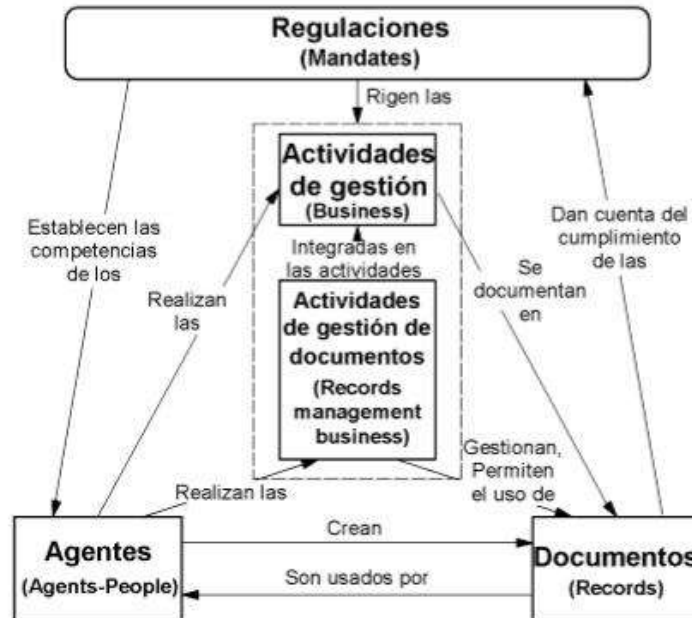 Regulaciones
(Mandates)
Rigen las
Actividades
de gestión
(Business)
Establecen las
competencias
de los
Dan cuenta del
cumplimiento
de las
Integradas en
las actividades
Se
documentan
en
Realizan
las
Actividades
de gestión de
documentos
(Records
management
business)
Gestionan,
Permiten
el uso de
Realizan las
Agentes
(Agents-People)
Crean
Son usados por
Documentos
(Records)